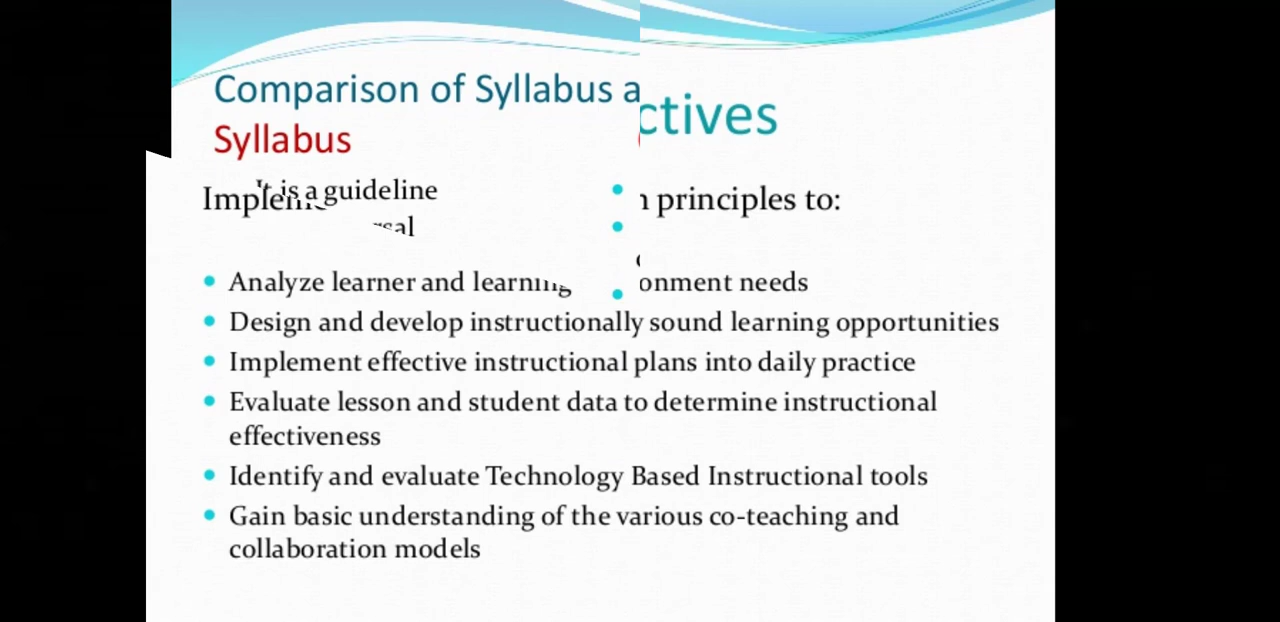 Comparison of Syllabus
ctives
Syllabus
is a guideline
principles to:
Analyze learner and learning onment needs
Design and develop instructionally sound learning opportunities
Implement effective instructional plans into daily practice
Evaluate lesson and student data to determine instructional
effectiveness
Identify and evaluate Technology Based Instructional tools
Gain basic understanding of the various co-teaching and
collaboration models